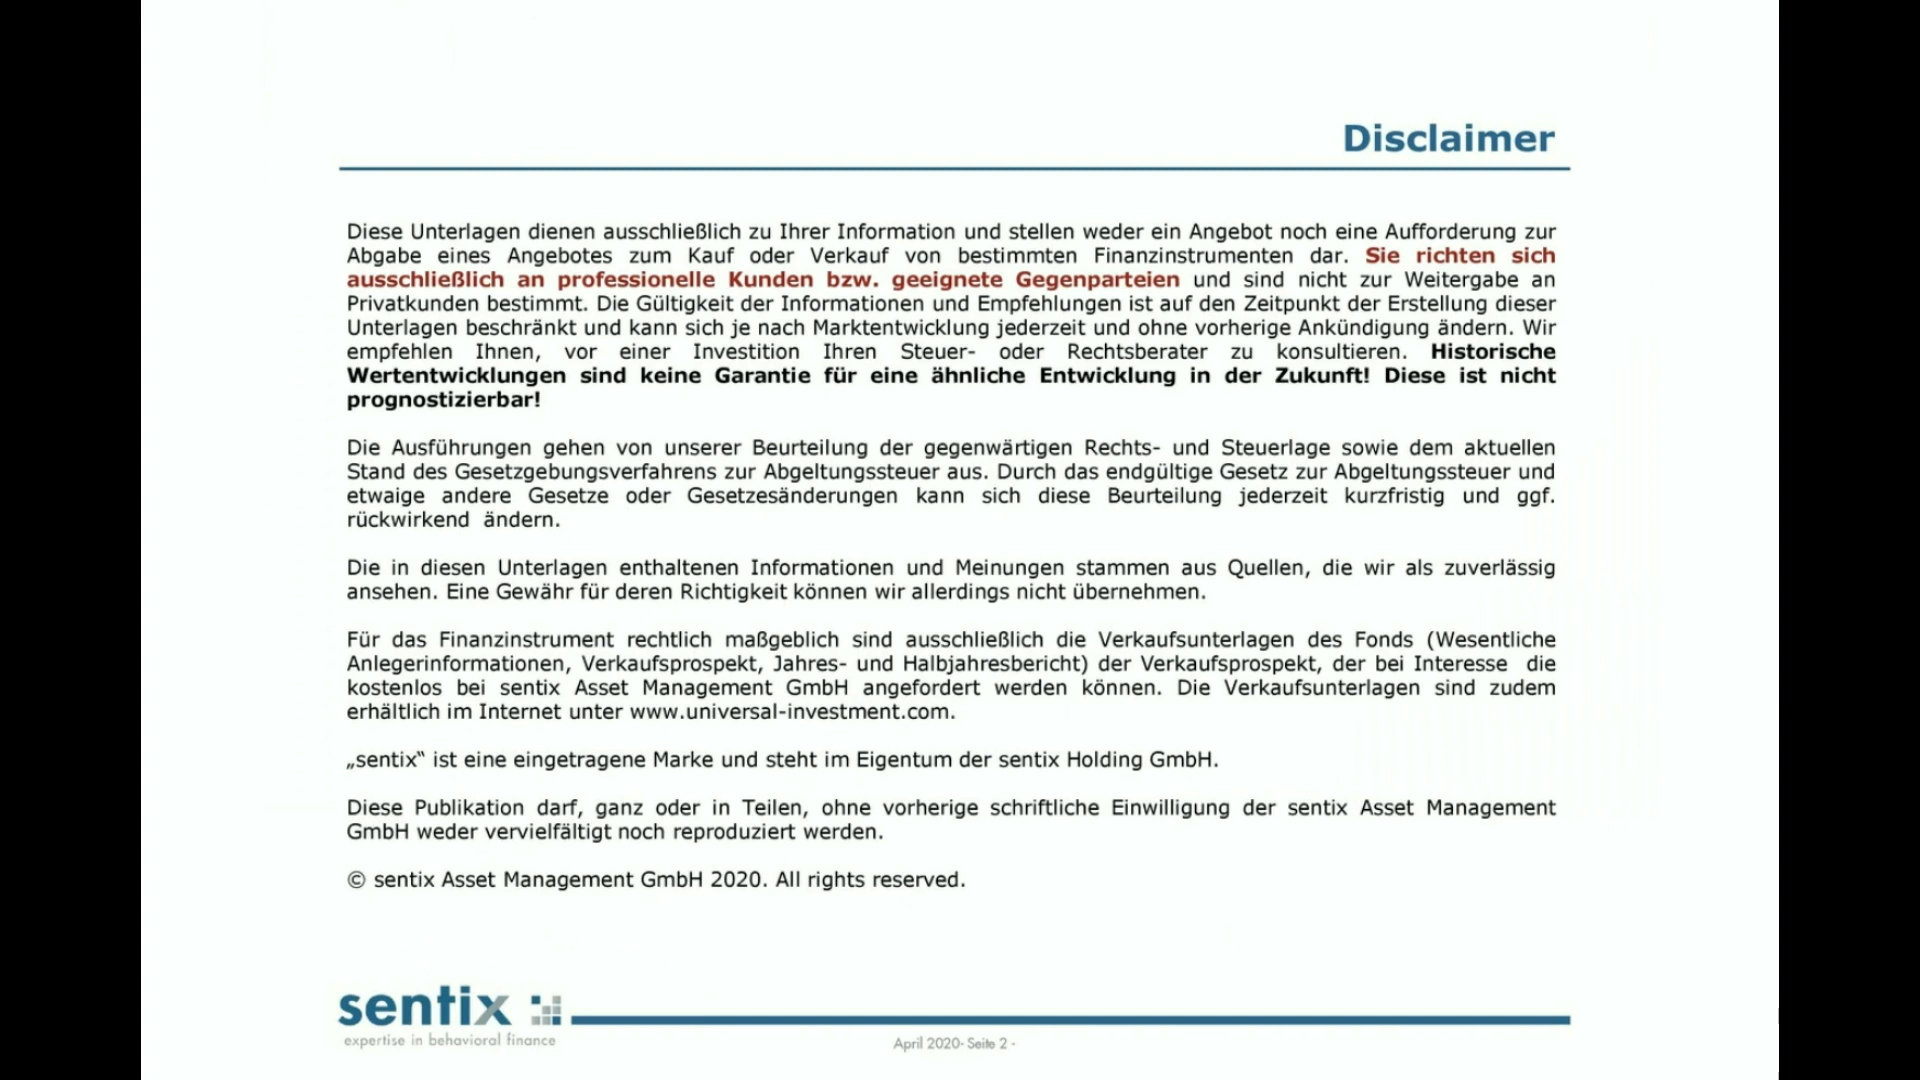 Disclaimer
Diese Unterlagen dienen ausschließlich zu Ihrer Information und stellen weder ein Angebot noch eine Aufforderung zur
Abgabe eines Angebotes zum Kauf oder Verkauf von bestimmten Finanzinstrumenten dar. Sie richten sich
ausschließlich an professionelle Kunden bzw. geeignete Gegenparteien und sind nicht zur Weitergabe an
Privatkunden bestimmt. Die Gültigkeit der Informationen und Empfehlungen ist auf den Zeitpunkt der Erstellung dieser
Unterlagen beschränkt und kann sich je nach Marktentwicklung jederzeit und ohne vorherige Ankündigung ändern. Wir
empfehlen Ihnen, vor einer Investition Ihren Steuer- oder Rechtsberater zu konsultieren. Historische
Wertentwicklungen sind keine Garantie für eine ähnliche Entwicklung in der Zukunft! Diese ist nicht
prognostizierbar!
Die Ausführungen gehen von unserer Beurteilung der gegenwärtigen Rechts- und Steuerlage sowie dem aktuellen
Stand des Gesetzgebungsverfahrens zur Abgeltungssteuer aus. Durch das endgültige Gesetz zur Abgeltungssteuer und
etwaige andere Gesetze oder Gesetzesänderungen kann sich diese Beurteilung jederzeit kurzfristig und ggf.
rückwirkend ändern.
Die in diesen Unterlagen enthaltenen Informationen und Meinungen stammen aus Quellen, die wir als zuverlässig
ansehen. Eine Gewähr für deren Richtigkeit können wir allerdings nicht übernehmen.
Für das Finanzinstrument rechtlich maßgeblich sind ausschließlich die Verkaufsunterlagen des Fonds (Wesentliche
Anlegerinformationen, Verkaufsprospekt, Jahres- und Halbjahresbericht) der Verkaufsprospekt, der bei Interesse die
kostenlos bei sentix Asset Management GmbH angefordert werden können. Die Verkaufsunterlagen sind zudem
erhältlich im Internet unter www.universal-investment.com.
„sentix“ ist eine eingetragene Marke und steht im Eigentum der sentix Holding GmbH.
Diese Publikation darf, ganz oder in Teilen, ohne vorherige schriftliche Einwilligung der sentix Asset Management
GmbH weder vervielfältigt noch reproduziert werden.
© sentix Asset Management GmbH 2020. All rights reserved.
sentix
expertise in behavioral finance
April 2020- Seite 2 -